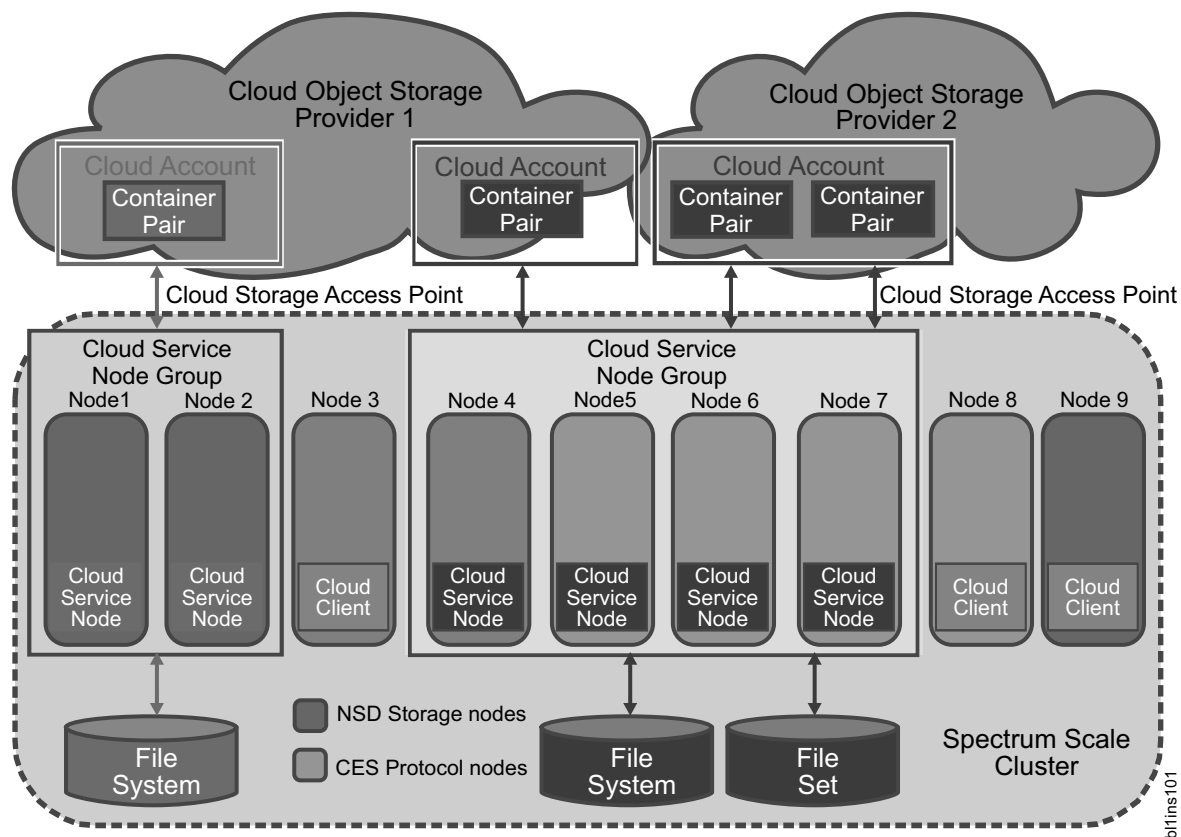 Cloud Object Storage
Provider 1
Cloud Object Storage
Provider 2
Cloud Account
Container
Pair
Cloud Account
Container
Pair
Cloud Account
Container
Pair
Container
Pair
Cloud Storage Access Point
Cloud Storage Access Point
Cloud Service
Node Group
Cloud Service
Node Group
Node1
Node 2
Node 3
Node 4
Node5
Node 6
Node 7
Node 8
Node 9
Cloud
Service
Node
Cloud
Service
Node
Cloud
Client
Cloud
Service
Node
Cloud
Service
Node
Cloud
Service
Node
Cloud
Service
Node
Cloud
Client
Cloud
Client
File
System
NSD Storage nodes
CES Protocol nodes
File
System
File
Set
Spectrum Scale
Cluster
bl1ins101